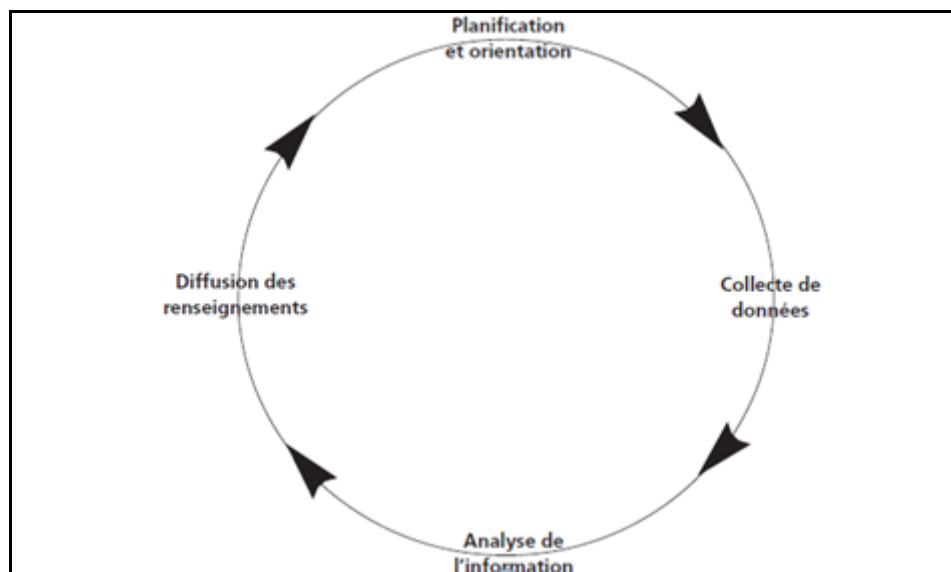 Planification
et orientation
Collecte de
données
Analyse de
l'information
Diffusion des
renseignements